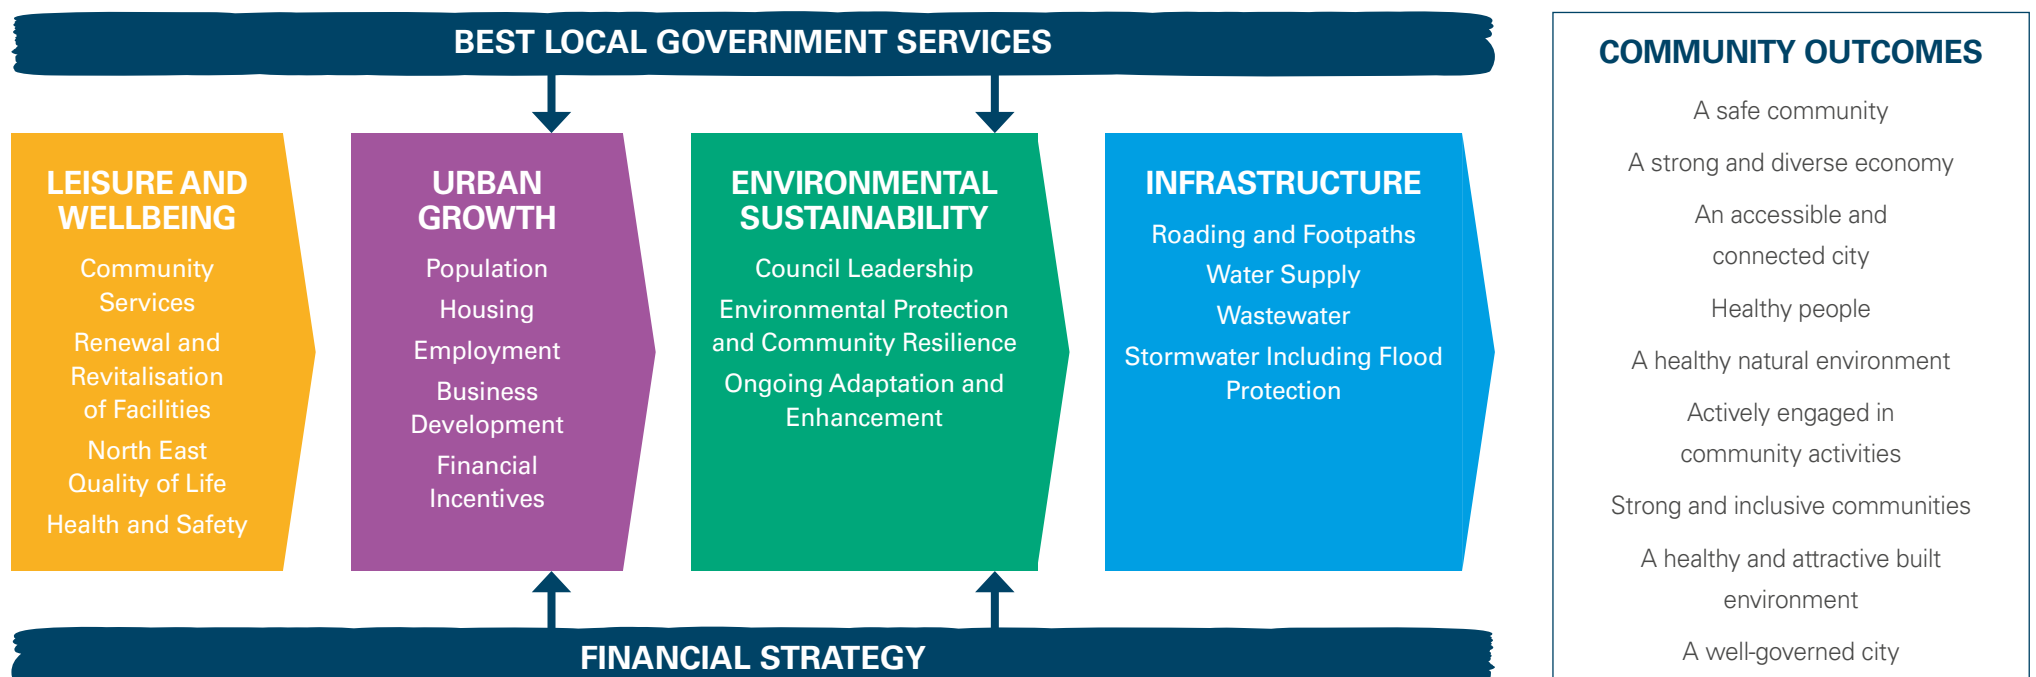 BEST LOCAL GOVERNMENT SERVICES
LEISURE AND
WELLBEING
Community
Services
Renewal and
Revitalisation
of Facilities
North East
Quality of Life
Health and Safety
URBAN
GROWTH
Population
Housing
Employment
Business
Development
Financial
Incentives
ENVIRONMENTAL
SUSTAINABILITY
Council Leadership
Environmental Protection
and Community Resilience
Ongoing Adaptation and
Enhancement
INFRASTRUCTURE
Roading and Footpaths
Water Supply
Wastewater
Stormwater Including Flood
Protection
FINANCIAL STRATEGY
COMMUNITY OUTCOMES
A safe community
A strong and diverse economy
An accessible and
connected city
Healthy people
A healthy natural environment
Actively engaged in
community activities
Strong and inclusive communities
A healthy and attractive built
environment
A well-governed city